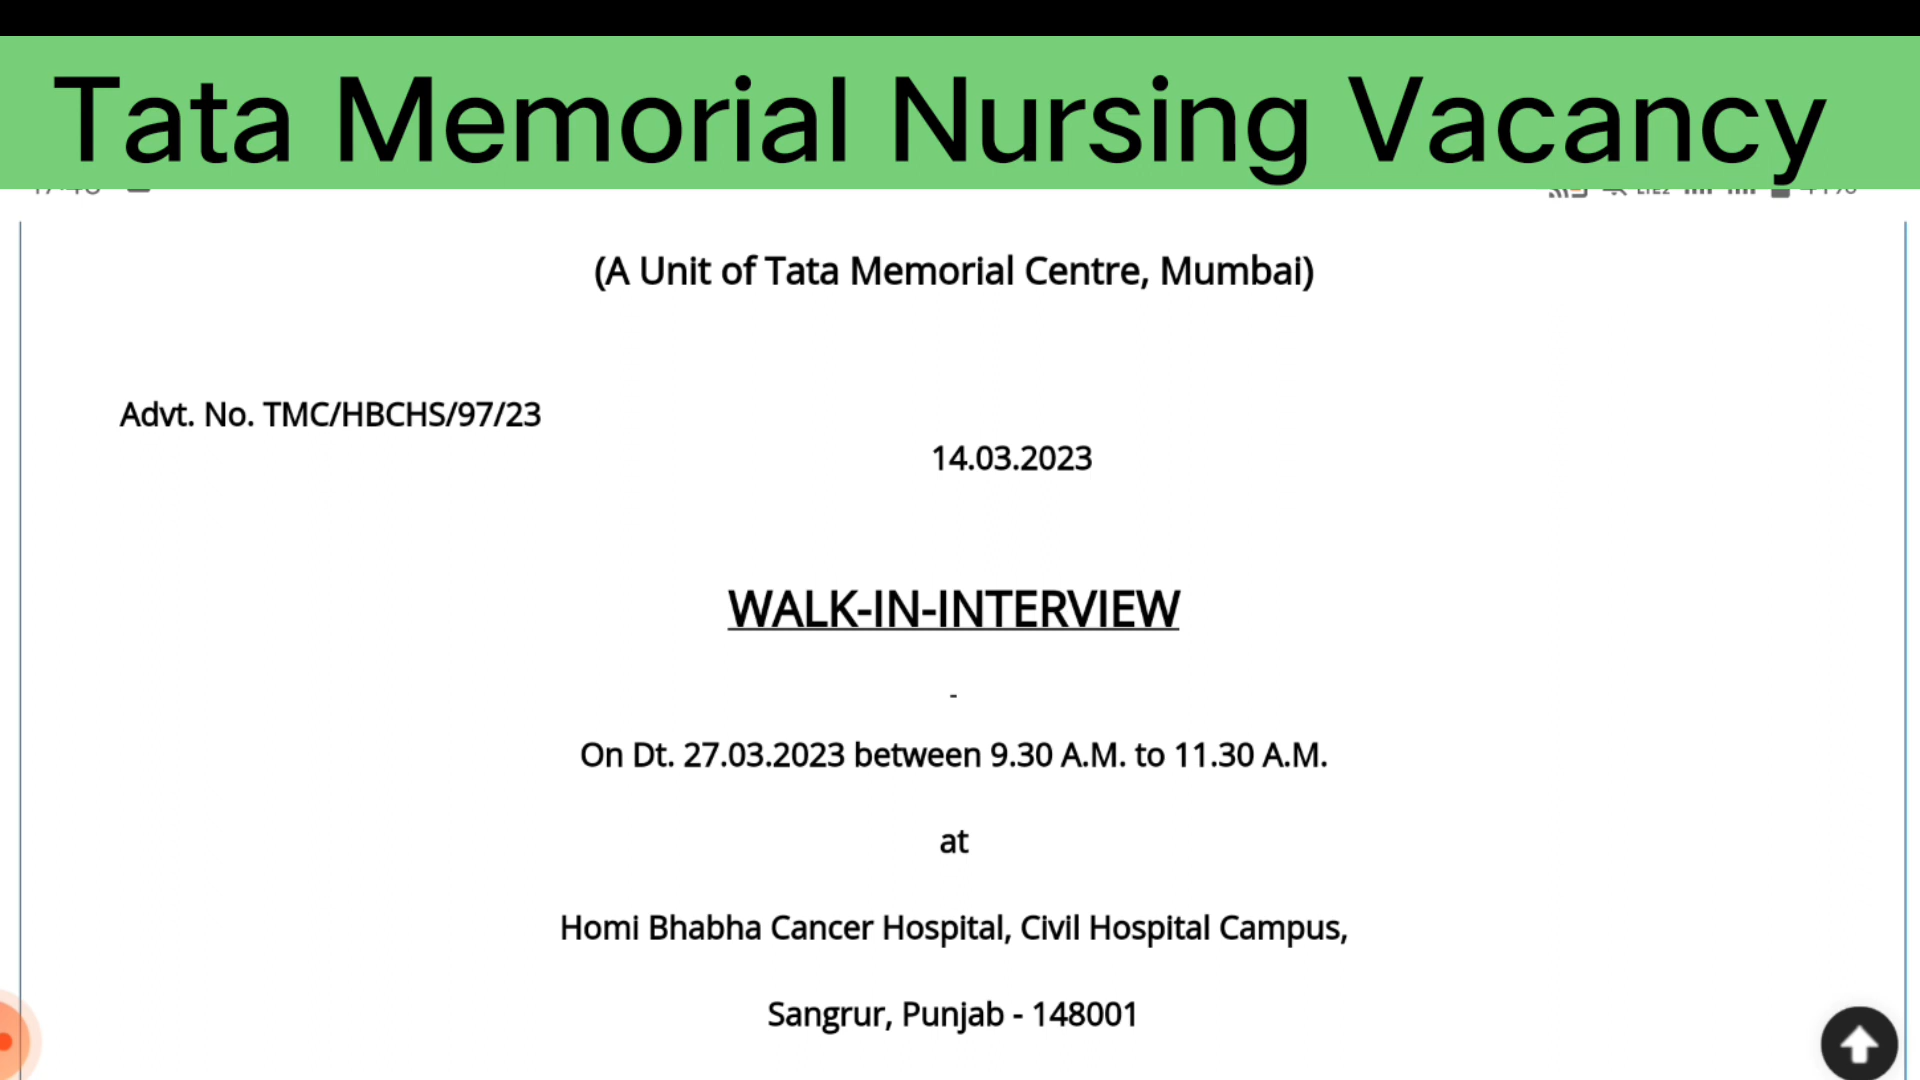 Tata Memorial Nursing Vacancy
(A Unit of Tata Memorial Centre, Mumbai)
Advt. No. TMC/HBCHS/97/23
14.03.2023
WALK-IN-INTERVIEW
-
On Dt. 27.03.2023 between 9.30 A.M. to 11.30 A.M.
at
Homi Bhabha Cancer Hospital, Civil Hospital Campus,
Sangrur, Punjab - 148001